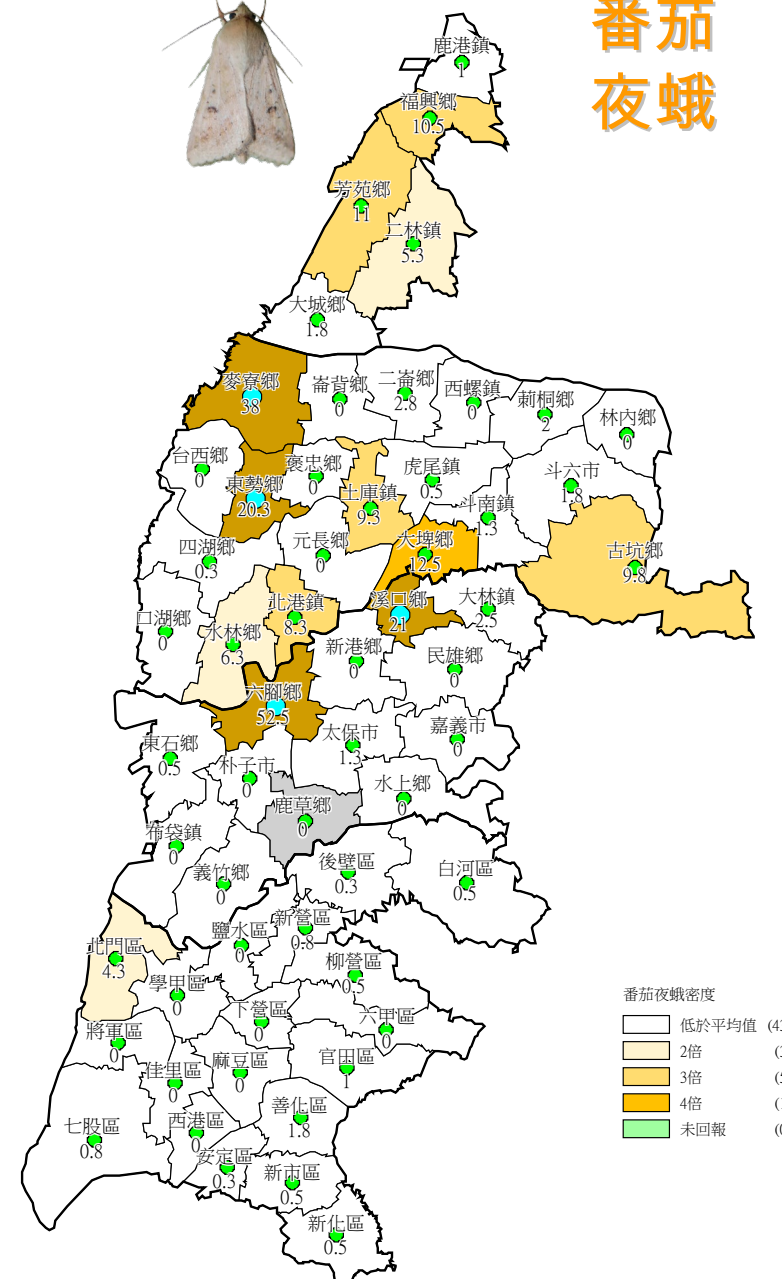 番茄
夜蛾
鹿港鎮
1
福興鄉
10.5
芳苑鄉
11
二林鎮
5.3
大城鄉
1.8
麥寮鄉
38
崙背鄉
0
二崙鄉
2.8
西螺鎮
0
莿桐鄉
2
林內鄉
0
台西鄉
0
東勢鄉
20.3
褒忠鄉
0
土庫鎮
9.3
虎尾鎮
0.5
斗南鎮
1.3
斗六市
1.8
四湖鄉
0.3
元長鄉
0
大埤鄉
12.5
古坑鄉
9.8
口湖鄉
0
水林鄉
6.3
北港鎮
8.3
溪口鄉
21
大林鎮
2.5
新港鄉
0
民雄鄉
0
六腳鄉
52.5
東石鄉
0.5
朴子市
0
太保市
1.3
嘉義市
0
鹿草鄉
0
水上鄉
0
布袋鎮
0
義竹鄉
0
後壁區
0.3
白河區
0.5
北門區
4.3
鹽水區
0
新營區
0.8
柳營區
0.5
學甲區
0
下營區
0
六甲區
0
將軍區
0
佳里區
0
麻豆區
0
官田區
1
七股區
0.8
西港區
0
善化區
1.8
安定區
0.3
新市區
0.5
新化區
0.5
番茄夜蛾密度
低於平均值
2倍
3倍
4倍
未回報